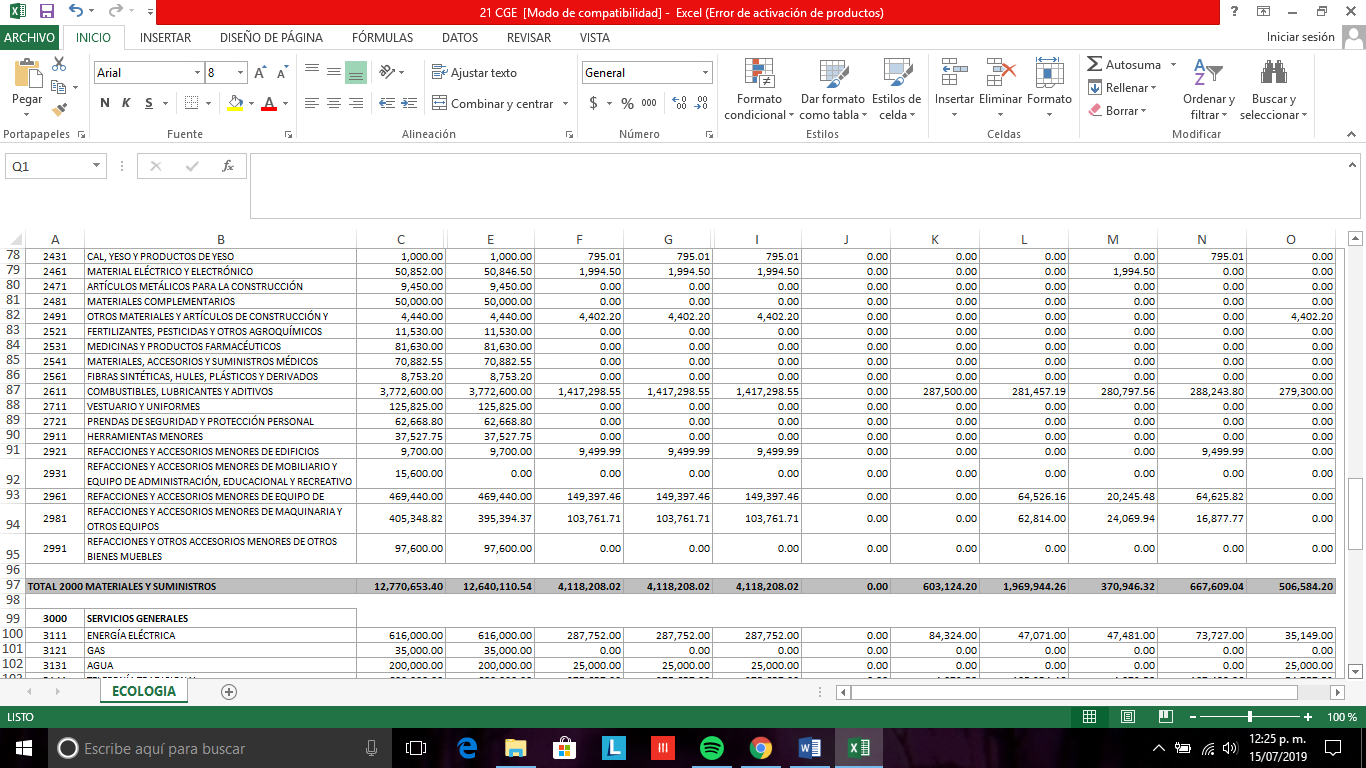 21 CGE [Modo de compatibilidad] - Excel (Error de activación de productos)
ARCHIVO INICIO INSERTAR DISEÑO DE PÁGINA FÓRMULAS DATOS REVISAR VISTA Iniciar sesión
Pegar
Portapapeles
Arial 8
N K S
Fuente
Ajustar texto
Combinar y centrar
Alineación
General
$ % 000
Número
Formato condicional
Dar formato como tabla
Estilos de celda
Estilos
Insertar Eliminar Formato
Celdas
Autosuma
Rellenar
Borrar
Ordenar y filtrar
Buscar y seleccionar
Modificar
Q1 fx
A B C E F G I J K L M N O
78 2431 CAL, YESO Y PRODUCTOS DE YESO 1,000.00 1,000.00 795.01 795.01 795.01 0.00 0.00 0.00 0.00 795.01 0.00
79 2461 MATERIAL ELÉCTRICO Y ELECTRÓNICO 50,852.00 50,846.50 1,994.50 1,994.50 1,994.50 0.00 0.00 0.00 1,994.50 0.00 0.00
80 2471 ARTÍCULOS METÁLICOS PARA LA CONSTRUCCIÓN 9,450.00 9,450.00 0.00 0.00 0.00 0.00 0.00 0.00 0.00 0.00 0.00
81 2481 MATERIALES COMPLEMENTARIOS 50,000.00 50,000.00 0.00 0.00 0.00 0.00 0.00 0.00 0.00 0.00 0.00
82 2491 OTROS MATERIALES Y ARTÍCULOS DE CONSTRUCCIÓN Y 4,440.00 4,440.00 4,402.20 4,402.20 4,402.20 0.00 0.00 0.00 0.00 0.00 4,402.20
83 2521 FERTILIZANTES, PESTICIDAS Y OTROS AGROQUÍMICOS 11,530.00 11,530.00 0.00 0.00 0.00 0.00 0.00 0.00 0.00 0.00 0.00
84 2531 MEDICINAS Y PRODUCTOS FARMACÉUTICOS 81,630.00 81,630.00 0.00 0.00 0.00 0.00 0.00 0.00 0.00 0.00 0.00
85 2541 MATERIALES, ACCESORIOS Y SUMINISTROS MÉDICOS 70,882.55 70,882.55 0.00 0.00 0.00 0.00 0.00 0.00 0.00 0.00 0.00
86 2561 FIBRAS SINTÉTICAS, HULES, PLÁSTICOS Y DERIVADOS 8,753.20 8,753.20 0.00 0.00 0.00 0.00 0.00 0.00 0.00 0.00 0.00
87 2611 COMBUSTIBLES, LUBRICANTES Y ADITIVOS 3,772,600.00 3,772,600.00 1,417,298.55 1,417,298.55 1,417,298.55 0.00 287,500.00 281,457.19 280,797.56 288,243.80 279,300.00
88 2711 VESTUARIO Y UNIFORMES 125,825.00 125,825.00 0.00 0.00 0.00 0.00 0.00 0.00 0.00 0.00 0.00
89 2721 PRENDAS DE SEGURIDAD Y PROTECCIÓN PERSONAL 62,668.80 62,668.80 0.00 0.00 0.00 0.00 0.00 0.00 0.00 0.00 0.00
90 2911 HERRAMIENTAS MENORES 37,527.75 37,527.75 0.00 0.00 0.00 0.00 0.00 0.00 0.00 0.00 0.00
91 2921 REFACCIONES Y ACCESORIOS MENORES DE EDIFICIOS 9,700.00 9,700.00 9,499.99 9,499.99 9,499.99 0.00 0.00 0.00 0.00 9,499.99 0.00
REFACCIONES Y ACCESORIOS MENORES DE MOBILIARIO Y
92 2931 EQUIPO DE ADMINISTRACIÓN, EDUCACIONAL Y RECREATIVO 15,600.00 0.00 0.00 0.00 0.00 0.00 0.00 0.00 0.00 0.00 0.00
93 2961 REFACCIONES Y ACCESORIOS MENORES DE EQUIPO DE 469,440.00 469,440.00 149,397.46 149,397.46 149,397.46 0.00 0.00 64,526.16 20,245.48 64,625.82 0.00
REFACCIONES Y ACCESORIOS MENORES DE MAQUINARIA Y
94 2981 OTROS EQUIPOS 405,348.82 395,394.37 103,761.71 103,761.71 103,761.71 0.00 0.00 62,814.00 24,069.94 16,877.77 0.00
REFACCIONES Y OTROS ACCESORIOS MENORES DE OTROS
95 2991 BIENES MUEBLES 97,600.00 97,600.00 0.00 0.00 0.00 0.00 0.00 0.00 0.00 0.00 0.00
96
97 TOTAL 2000 MATERIALES Y SUMINISTROS 12,770,653.40 12,640,110.54 4,118,208.02 4,118,208.02 4,118,208.02 0.00 603,124.20 1,969,944.26 370,946.32 667,609.04 506,584.20
98
99 3000 SERVICIOS GENERALES
100 3111 ENERGÍA ELÉCTRICA 616,000.00 616,000.00 287,752.00 287,752.00 287,752.00 0.00 84,324.00 47,071.00 47,481.00 73,727.00 35,149.00
101 3121 GAS 35,000.00 35,000.00 0.00 0.00 0.00 0.00 0.00 0.00 0.00 0.00 0.00
102 3131 AGUA 200,000.00 200,000.00 25,000.00 25,000.00 25,000.00 0.00 0.00 0.00 0.00 0.00 25,000.00
ECOLOGIA
LISTO 100 %
Escribe aquí para buscar
12:25 p. m.
15/07/2019